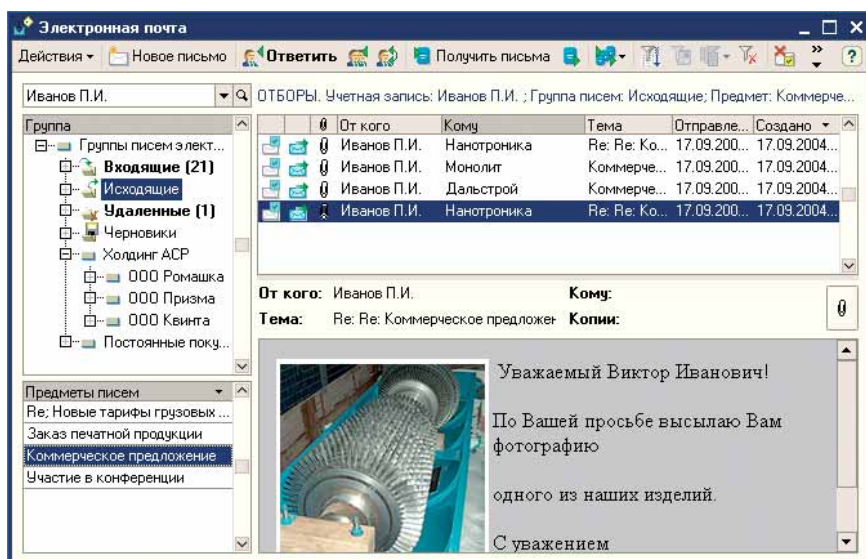 Электронная почта
Действия Новое письмо Ответить Получить письма » ?
Иванов П.И.
ОТБОРЫ. Учетная запись: Иванов П.И. ; Группа писем: Исходящие; Предмет: Коммерче...
Группа
Группы писем элект...
Входящие (21)
Исходящие
Удаленные (1)
Черновики
Холдинг АСР
ООО Ромашка
ООО Призма
ООО Квинта
Постоянные поку...
От кого Кому Тема Отправле... Создано
Иванов П.И. Нанотроника Re: Re: Ко... 17.09.200... 17.09.2004...
Иванов П.И. Монолит Коммерче... 17.09.200... 17.09.2004...
Иванов П.И. Дальстрой Коммерче... 17.09.200... 17.09.2004...
Иванов П.И. Нанотроника Re: Re: Ко... 17.09.200... 17.09.2004...
От кого: Иванов П.И. Кому:
Тема: Re: Re: Коммерческое предложен Копии:
Предметы писем
Re; Новые тарифы грузовых ...
Заказ печатной продукции
Коммерческое предложение
Участие в конференции
Уважаемый Виктор Иванович!
По Вашей просьбе высылаю Вам
фотографию
одного из наших изделий.
С уважением